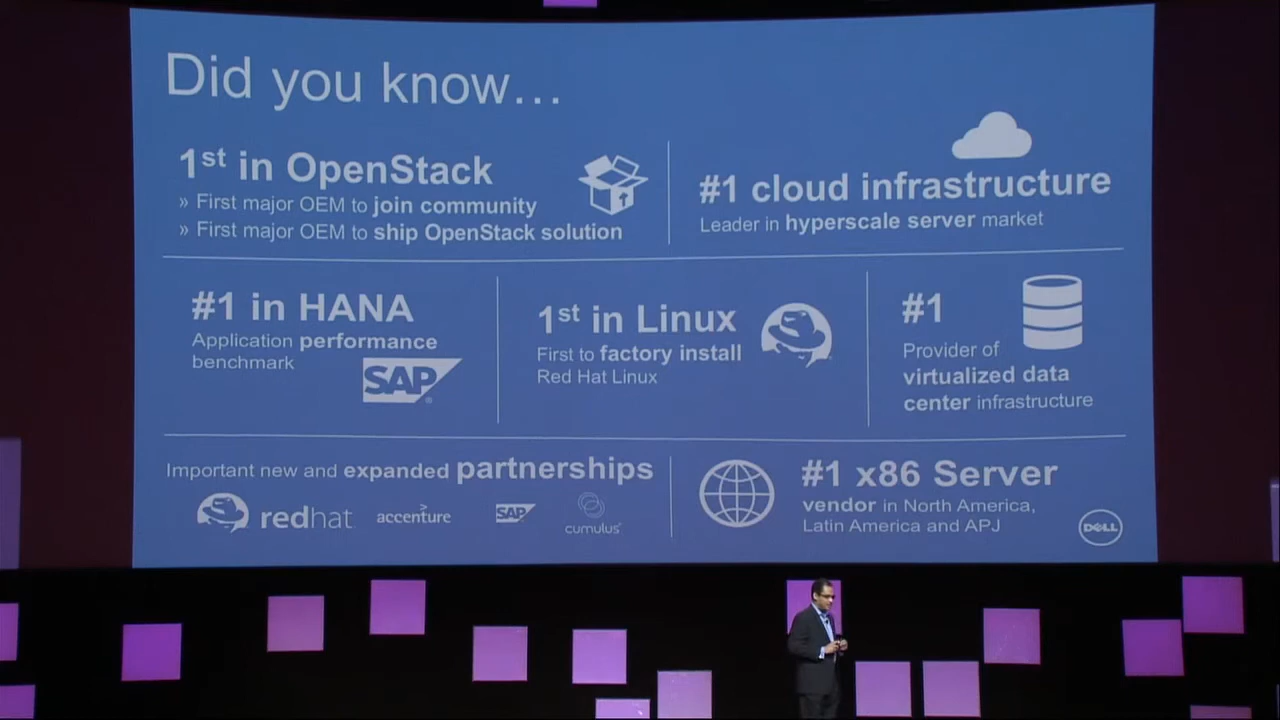 Did you know…
1st in OpenStack
» First major OEM to join community
» First major OEM to ship OpenStack solution
#1 cloud infrastructure
Leader in hyperscale server market
#1 in HANA
Application performance
benchmark
SAP
1st in Linux
First to factory install
Red Hat Linux
#1
Provider of
virtualized data
center infrastructure
Important new and expanded partnerships
redhat
accenture
SAP
cumulus
#1 x86 Server
vendor in North America,
Latin America and APJ
DELL